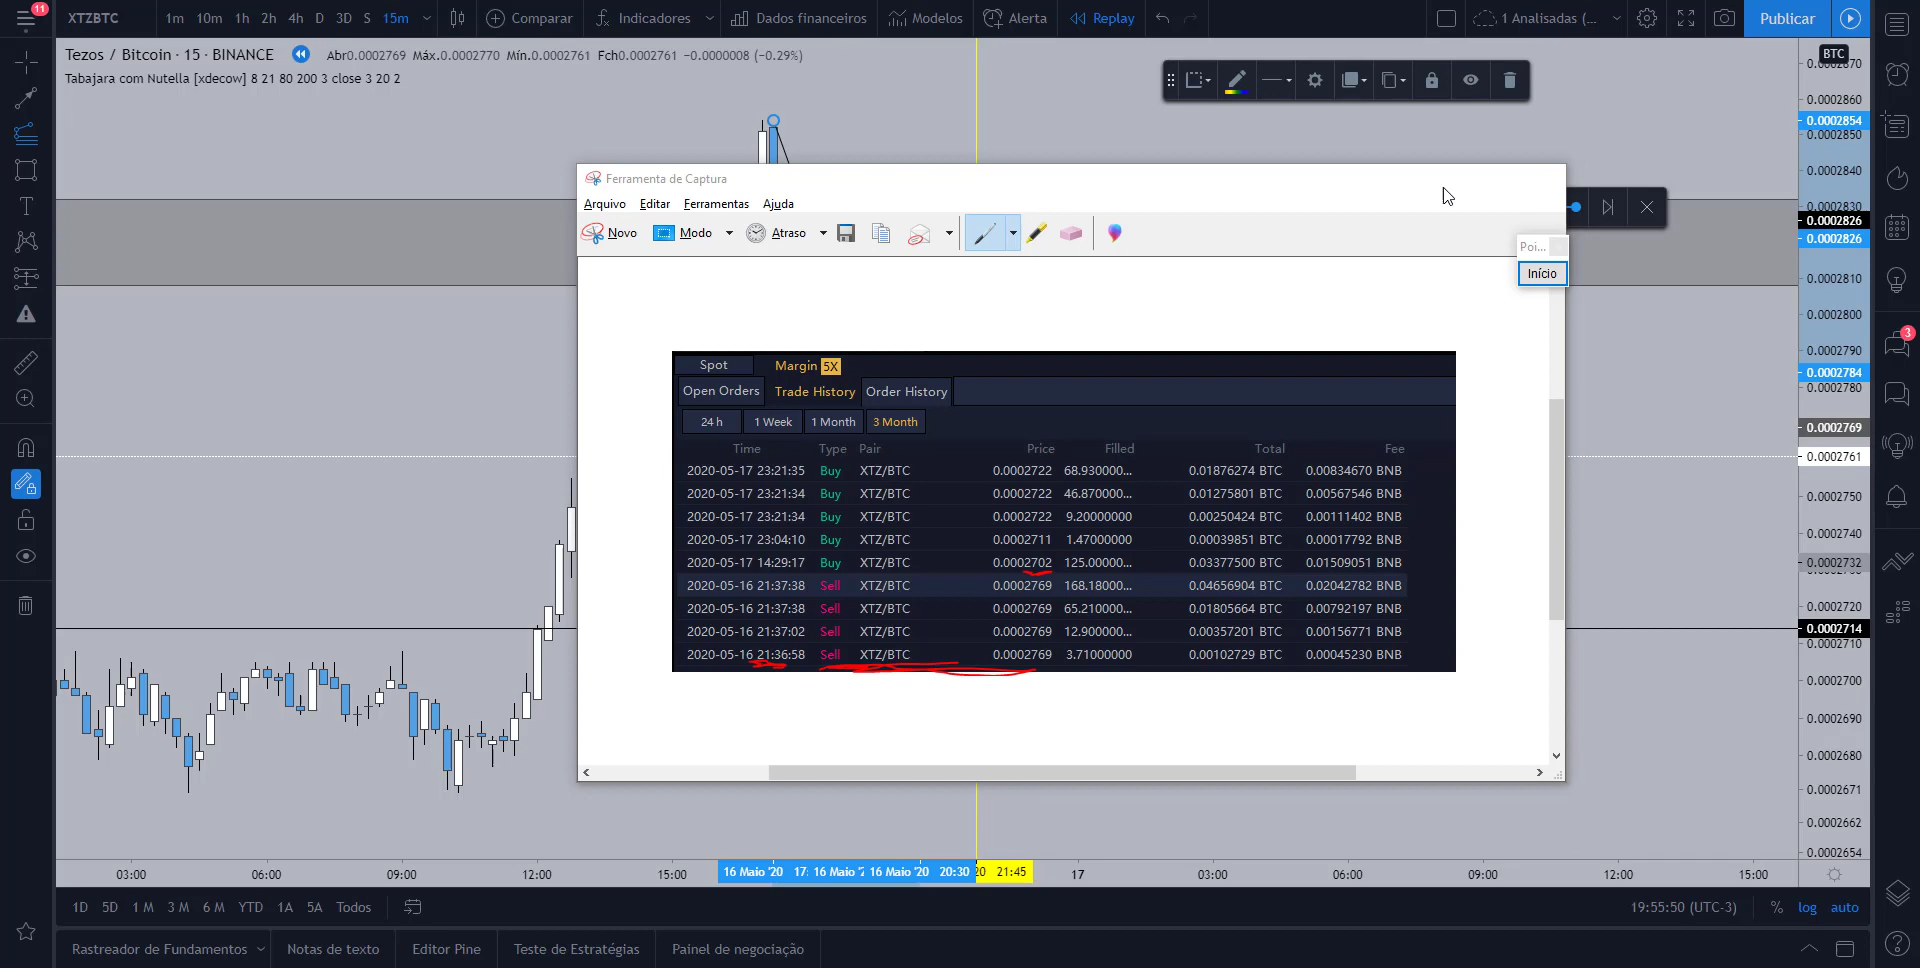 11
XTZBTC 1m 10m 1h 2h 4h D 3D S 15m Comparar Indicadores Dados financeiros Modelos Alerta Replay 1 Analisadas (... Publicar
Tezos / Bitcoin · 15 · BINANCE Abr0.0002769 Máx.0.0002770 Mín.0.0002761 Fch0.0002761 −0.0000008 (−0.29%)
Tabajara com Nutella [xdecow] 8 21 80 200 3 close 3 20 2
BTC
0.0002860
0.0002854
0.0002850
0.0002840
0.0002830
0.0002826
0.0002826
0.0002810
0.0002800
0.0002790
0.0002784
0.0002780
0.0002769
0.0002761
0.0002750
0.0002740
0.0002732
0.0002720
0.0002714
0.0002710
0.0002700
0.0002690
0.0002680
0.0002671
0.0002662
0.0002654
3
Ferramenta de Captura
Arquivo Editar Ferramentas Ajuda
Novo Modo Atraso
Poi...
Início
Spot Margin 5X
Open Orders Trade History Order History
24 h 1 Week 1 Month 3 Month
Time Type Pair Price Filled Total Fee
2020-05-17 23:21:35 Buy XTZ/BTC 0.0002722 68.930000... 0.01876274 BTC 0.00834670 BNB
2020-05-17 23:21:34 Buy XTZ/BTC 0.0002722 46.870000... 0.01275801 BTC 0.00567546 BNB
2020-05-17 23:21:34 Buy XTZ/BTC 0.0002722 9.20000000 0.00250424 BTC 0.00111402 BNB
2020-05-17 23:04:10 Buy XTZ/BTC 0.0002711 1.47000000 0.00039851 BTC 0.00017792 BNB
2020-05-17 14:29:17 Buy XTZ/BTC 0.0002702 125.00000... 0.03377500 BTC 0.01509051 BNB
2020-05-16 21:37:38 Sell XTZ/BTC 0.0002769 168.18000... 0.04656904 BTC 0.02042782 BNB
2020-05-16 21:37:38 Sell XTZ/BTC 0.0002769 65.210000... 0.01805664 BTC 0.00792197 BNB
2020-05-16 21:37:02 Sell XTZ/BTC 0.0002769 12.900000... 0.00357201 BTC 0.00156771 BNB
2020-05-16 21:36:58 Sell XTZ/BTC 0.0002769 3.71000000 0.00102729 BTC 0.00045230 BNB
03:00 06:00 09:00 12:00 15:00 16 Maio '20 17: 16 Maio '2 16 Maio '20 20:30 20 21:45 17 03:00 06:00 09:00 12:00 15:00
1D 5D 1 M 3 M 6 M YTD 1A 5A Todos 19:55:50 (UTC-3) % log auto
Rastreador de Fundamentos Notas de texto Editor Pine Teste de Estratégias Painel de negociação